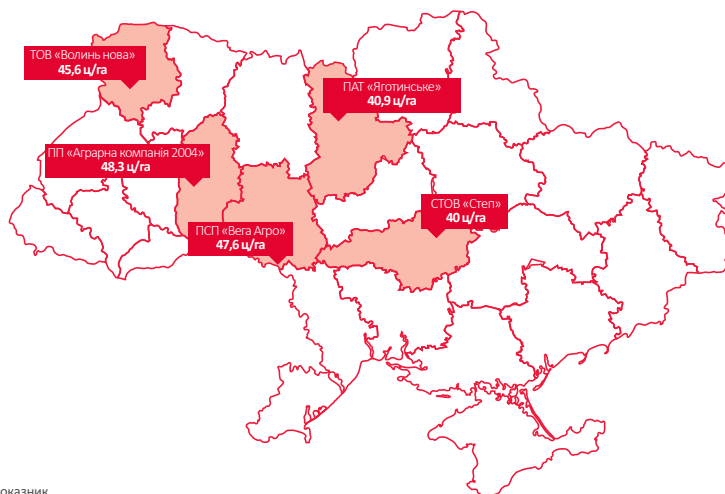 ТОВ «Волинь нова»
45,6 ц/га
ПАТ «Яготинське»
40,9 ц/га
ПП «Аграрна компанія 2004»
48,3 ц/га
СТОВ «Степ»
40 ц/га
ПСП «Вега Агро»
47,6 ц/га